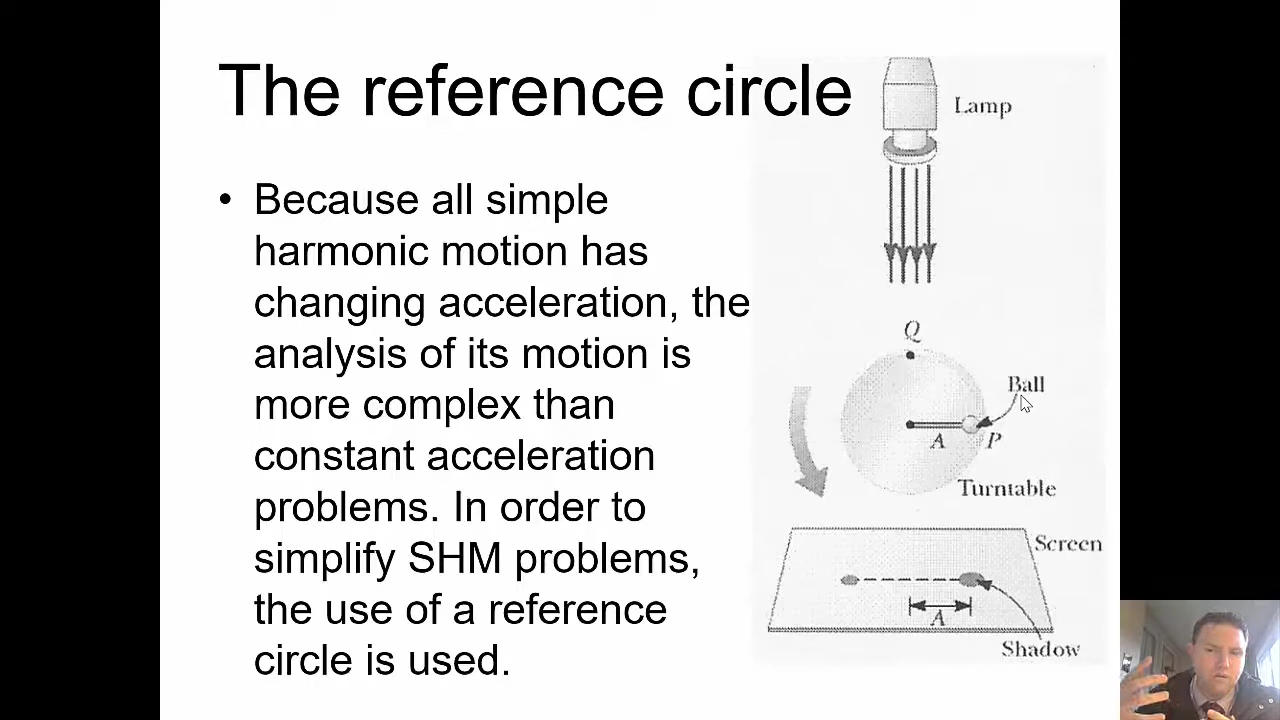 The reference circle
• Because all simple
harmonic motion has
changing acceleration, the
analysis of its motion is
more complex than
constant acceleration
problems. In order to
simplify SHM problems,
the use of a reference
circle is used.
Lamp
Q
Ball
A
P
Turntable
Screen
A
Shadow